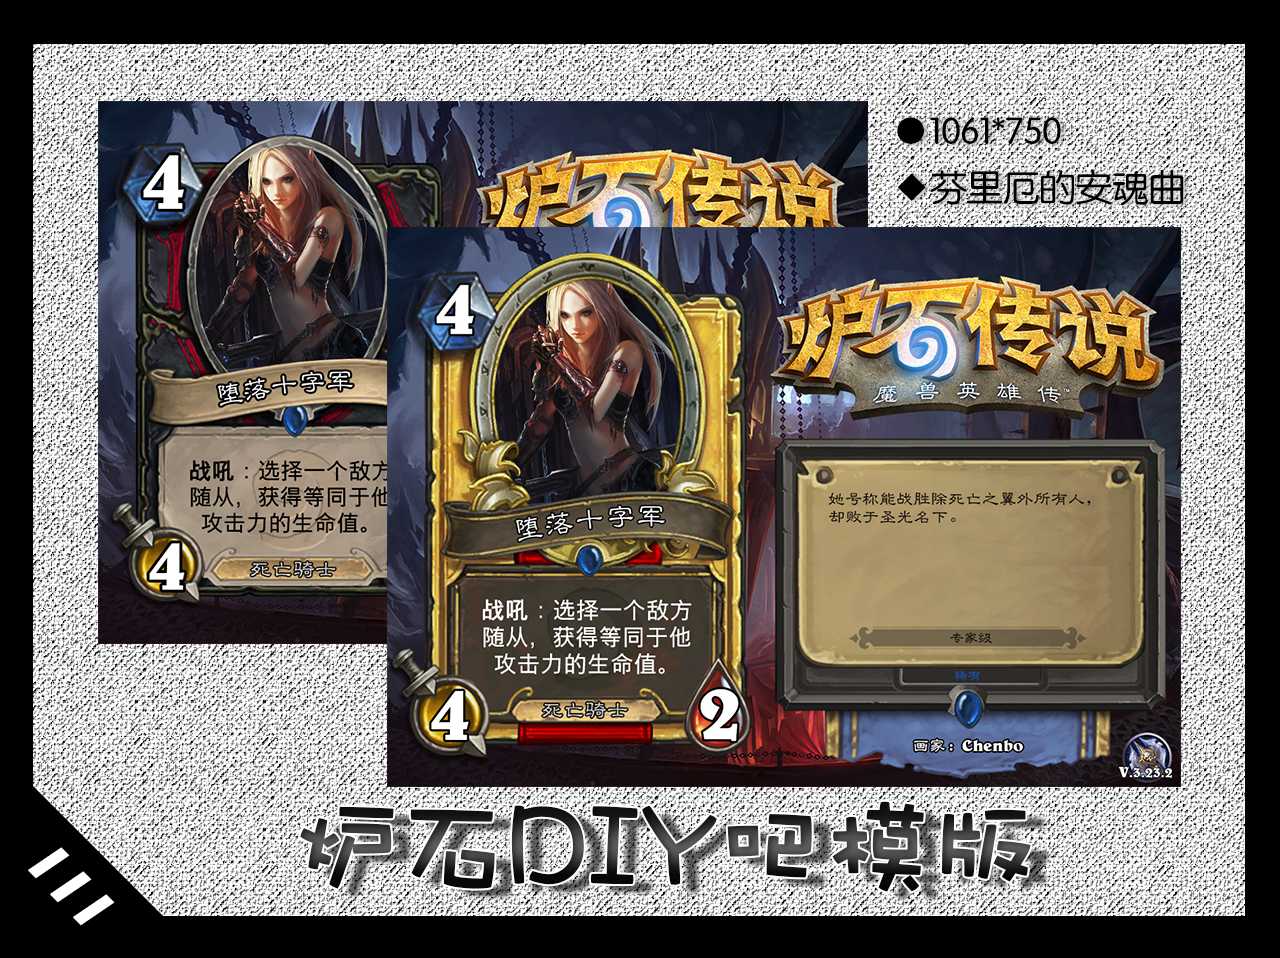 ●1061*750
◆芬里厄的安魂曲
4
炉石传说
堕落十字军
战吼：选择一个敌方
随从，获得等同于他
攻击力的生命值。
4
死亡骑士
4
炉石传说
魔兽英雄传™
堕落十字军
她号称能战胜除死亡之翼外所有人，
却败于圣光名下。
战吼：选择一个敌方
随从，获得等同于他
攻击力的生命值。
专家级
稀有
4
死亡骑士
2
画家：Chenbo
V.3.23.2
炉石DIY吧模版